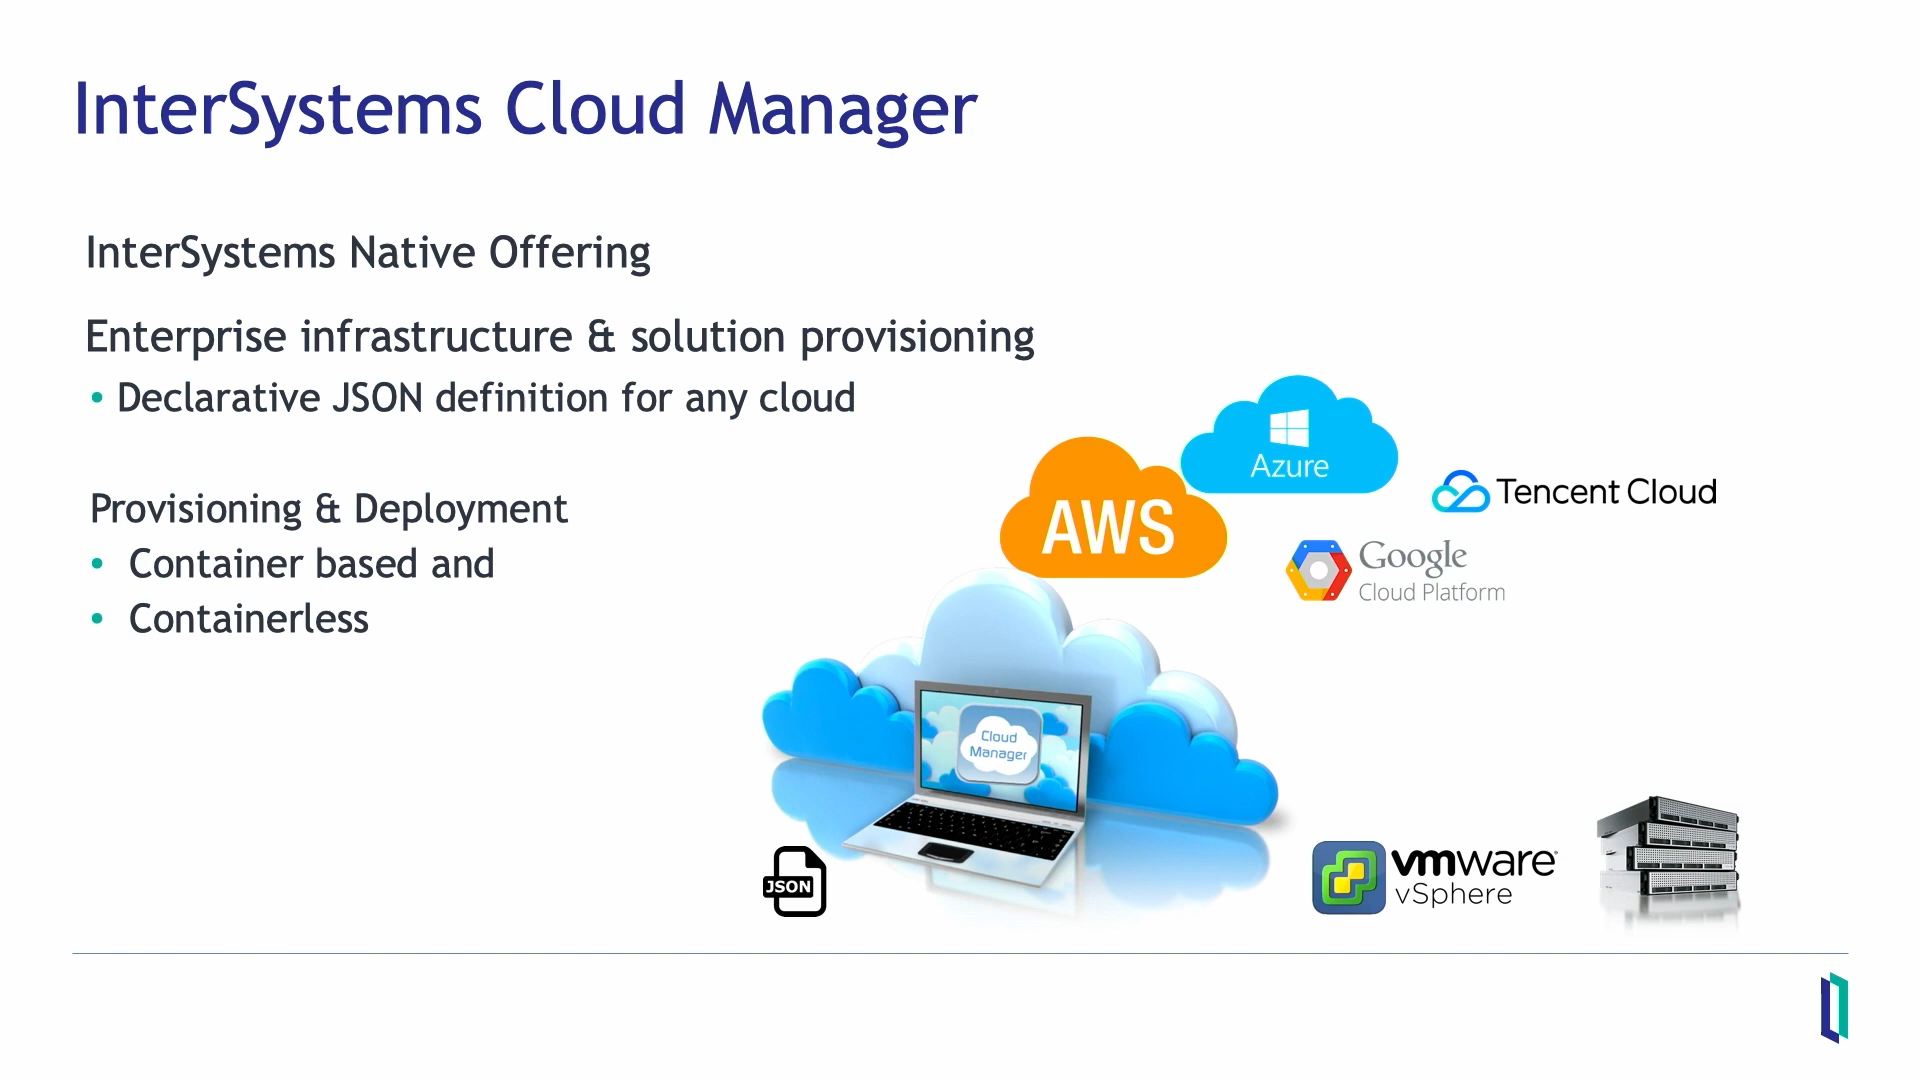 InterSystems Cloud Manager
InterSystems Native Offering
Enterprise infrastructure & solution provisioning
• Declarative JSON definition for any cloud
Provisioning & Deployment
• Container based and
• Containerless
Azure
AWS
Tencent Cloud
Google
Cloud Platform
Cloud
Manager
JSON
vmware
vSphere